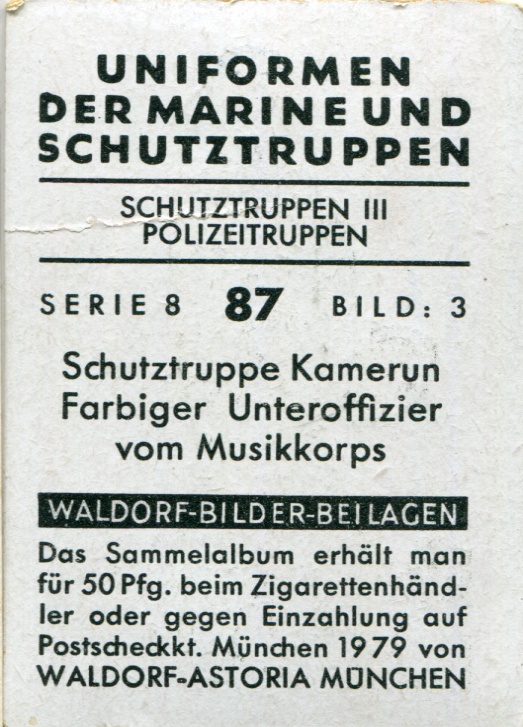 UNIFORMEN
DER MARINE UND
SCHUTZTRUPPEN
SCHUTZTRUPPEN III
POLIZEITRUPPEN
SERIE 8 87 BILD: 3
Schutztruppe Kamerun
Farbiger Unteroffizier
vom Musikkorps
WALDORF-BILDER-BEILAGEN
Das Sammelalbum erhält man
für 50 Pfg. beim Zigarettenhänd-
ler oder gegen Einzahlung auf
Postscheckkt. München 1979 von
WALDORF-ASTORIA MÜNCHEN